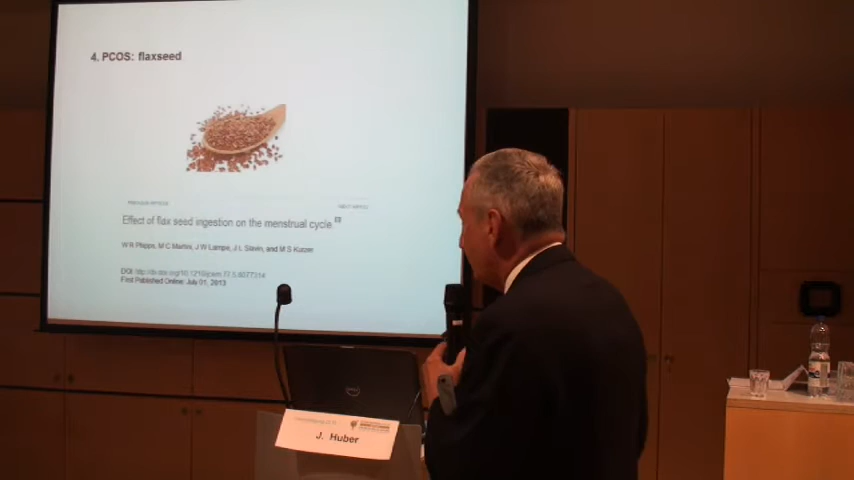 4. PCOS: flaxseed
Effect of flax seed ingestion on the menstrual cycle
W R Phipps, M C Martini, J W Lampe, J L Slavin, and M S Kurzer
First Published Online: July 01, 2013
DELL
J. Huber